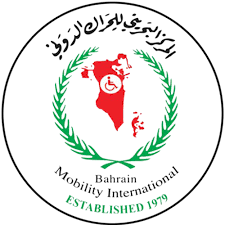 المركز البحريني للحراك الدولي
Bahrain
Mobility International
ESTABLISHED 1979